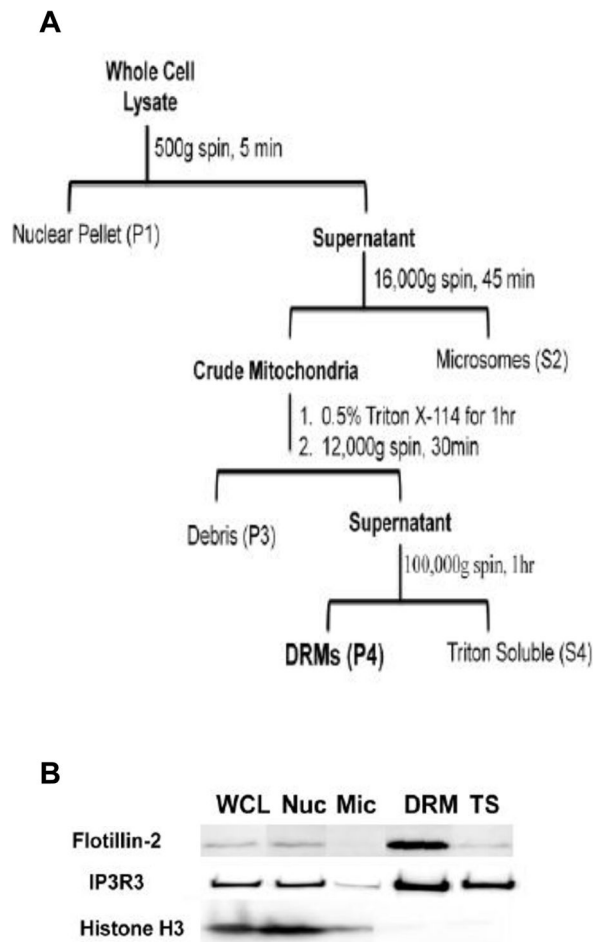 A
Whole Cell
Lysate
500g spin, 5 min
Nuclear Pellet (P1)
Supernatant
16,000g spin, 45 min
Crude Mitochondria
Microsomes (S2)
1. 0.5% Triton X-114 for 1hr
2. 12,000g spin, 30min
Debris (P3)
Supernatant
100,000g spin, 1hr
DRMs (P4)
Triton Soluble (S4)
B
WCL Nuc Mic DRM TS
Flotillin-2
IP3R3
Histone H3